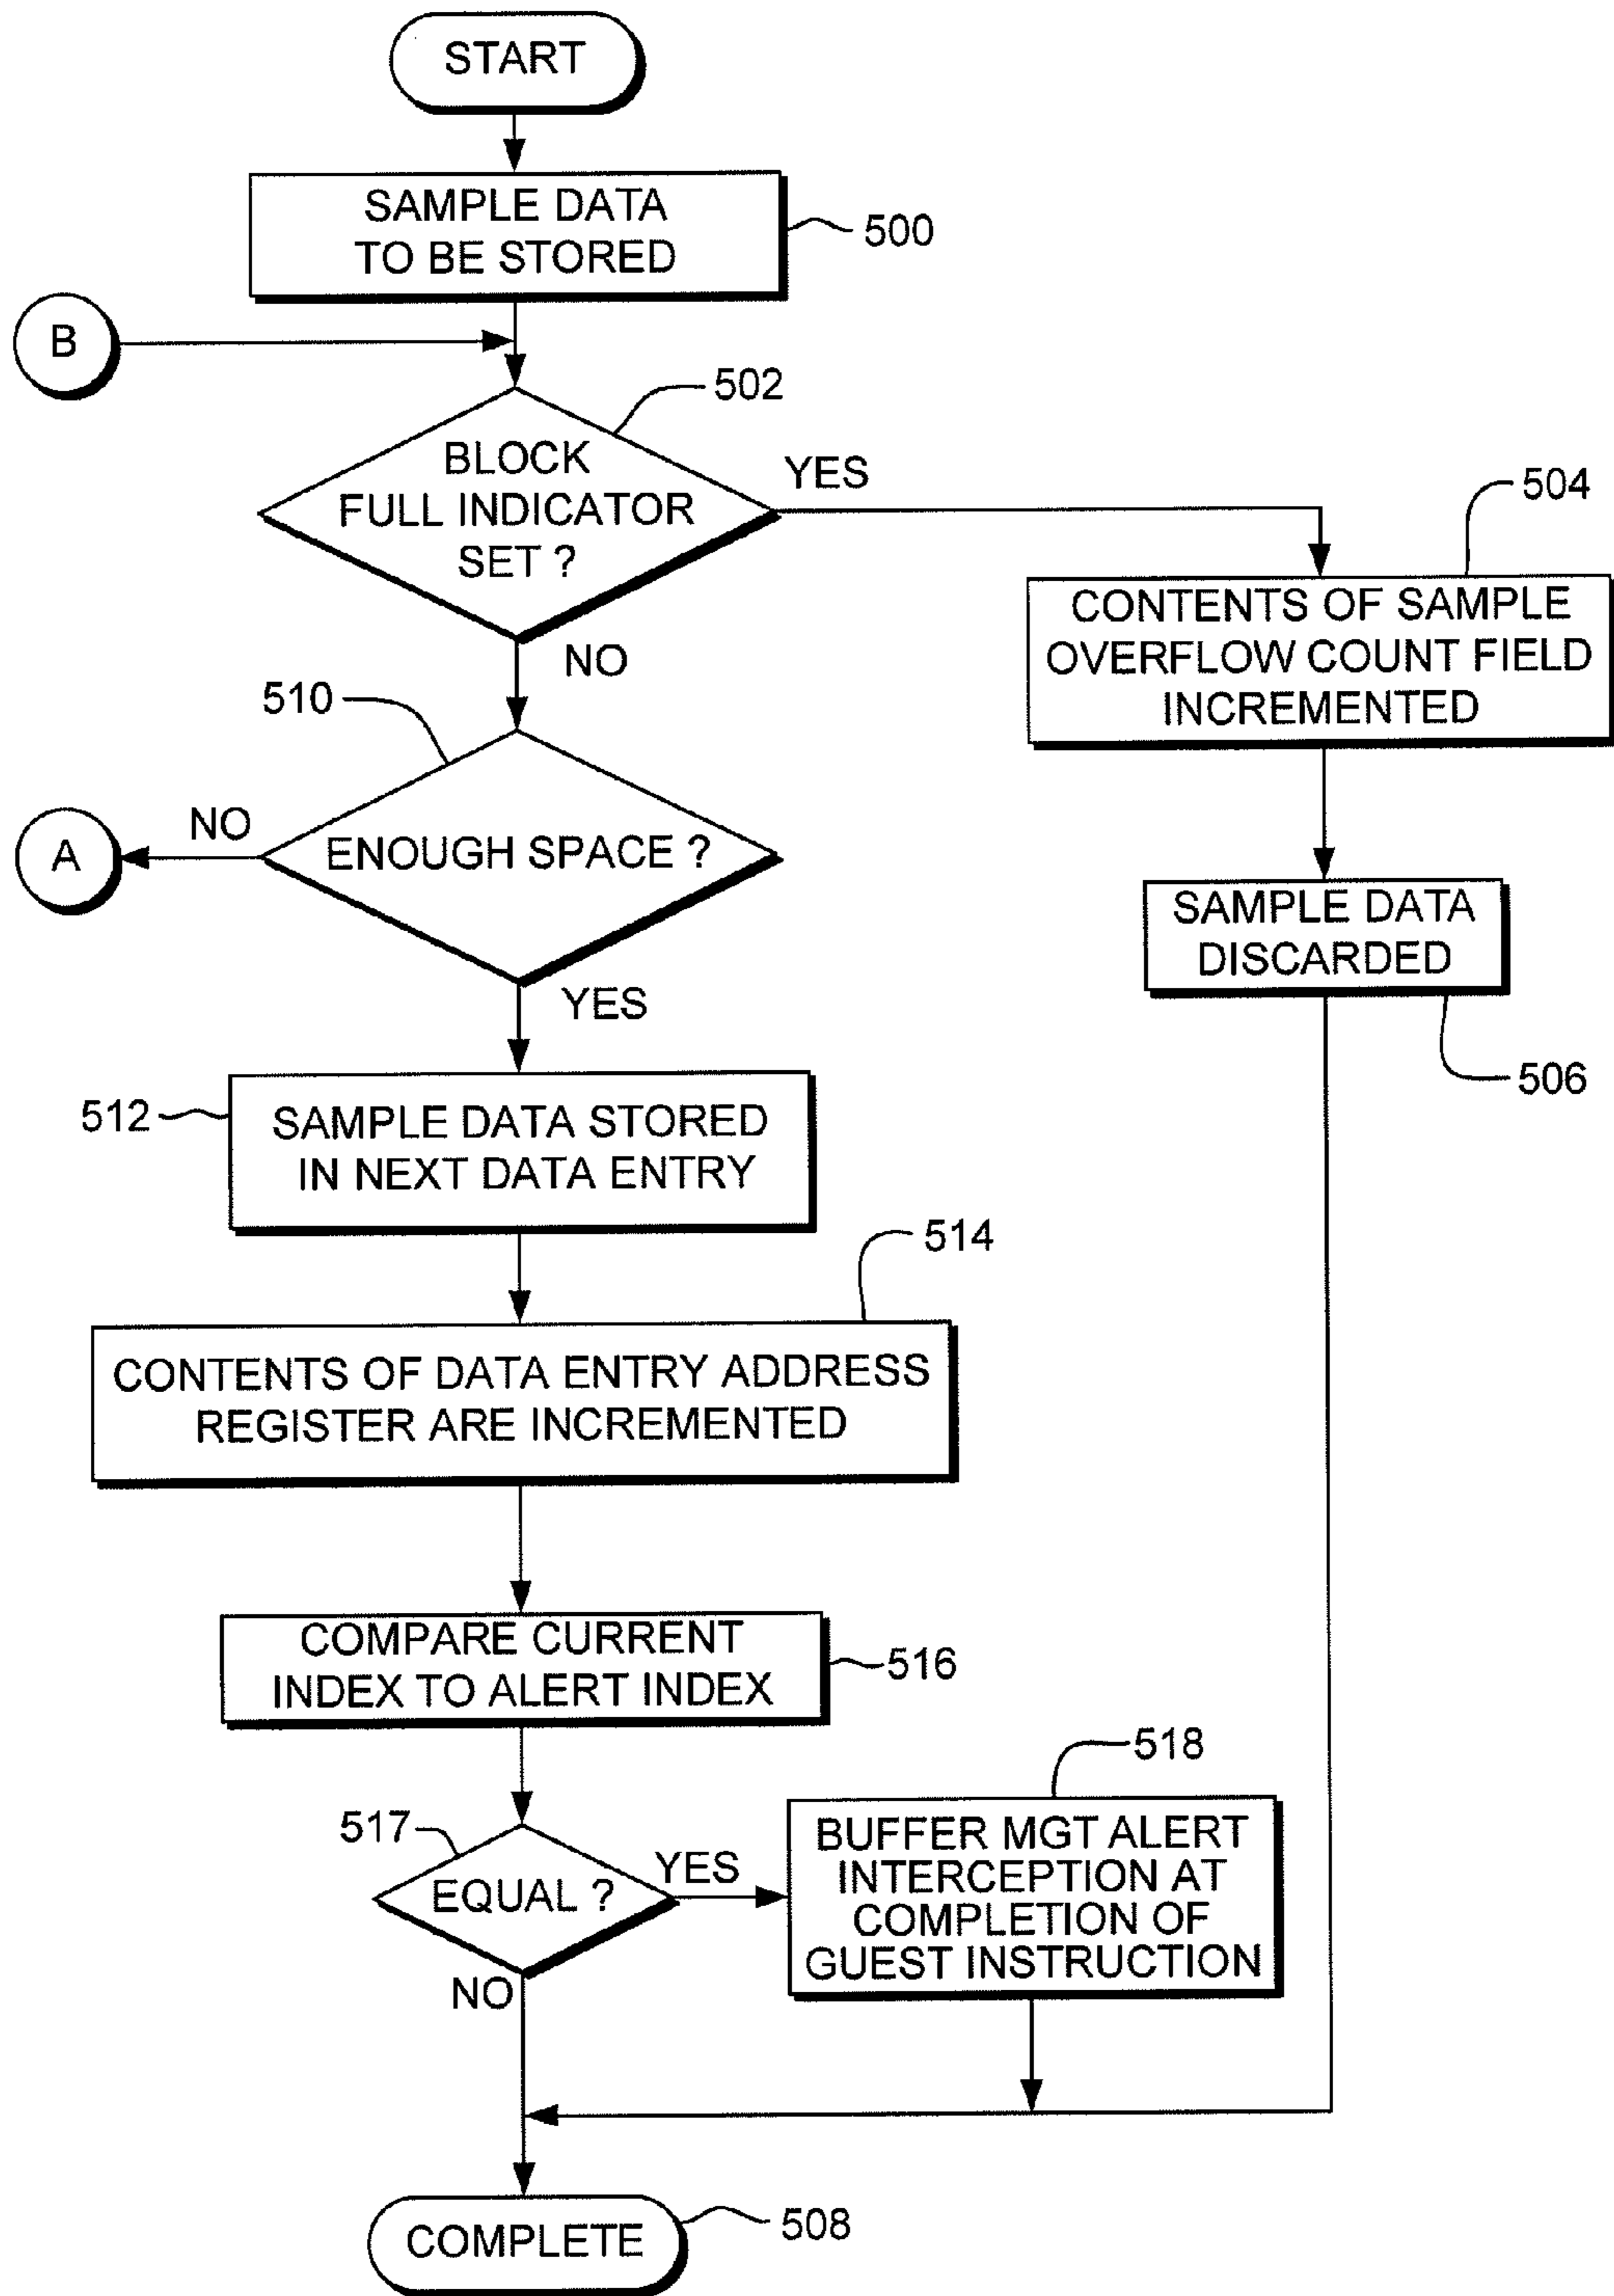 START
SAMPLE DATA
TO BE STORED
500
B
502
BLOCK
FULL INDICATOR
SET ?
YES
504
CONTENTS OF SAMPLE
OVERFLOW COUNT FIELD
INCREMENTED
NO
510
ENOUGH SPACE ?
NO
A
SAMPLE DATA
DISCARDED
506
YES
512
SAMPLE DATA STORED
IN NEXT DATA ENTRY
514
CONTENTS OF DATA ENTRY ADDRESS
REGISTER ARE INCREMENTED
COMPARE CURRENT
INDEX TO ALERT INDEX
516
517
EQUAL ?
YES
518
BUFFER MGT ALERT
INTERCEPTION AT
COMPLETION OF
GUEST INSTRUCTION
NO
COMPLETE
508